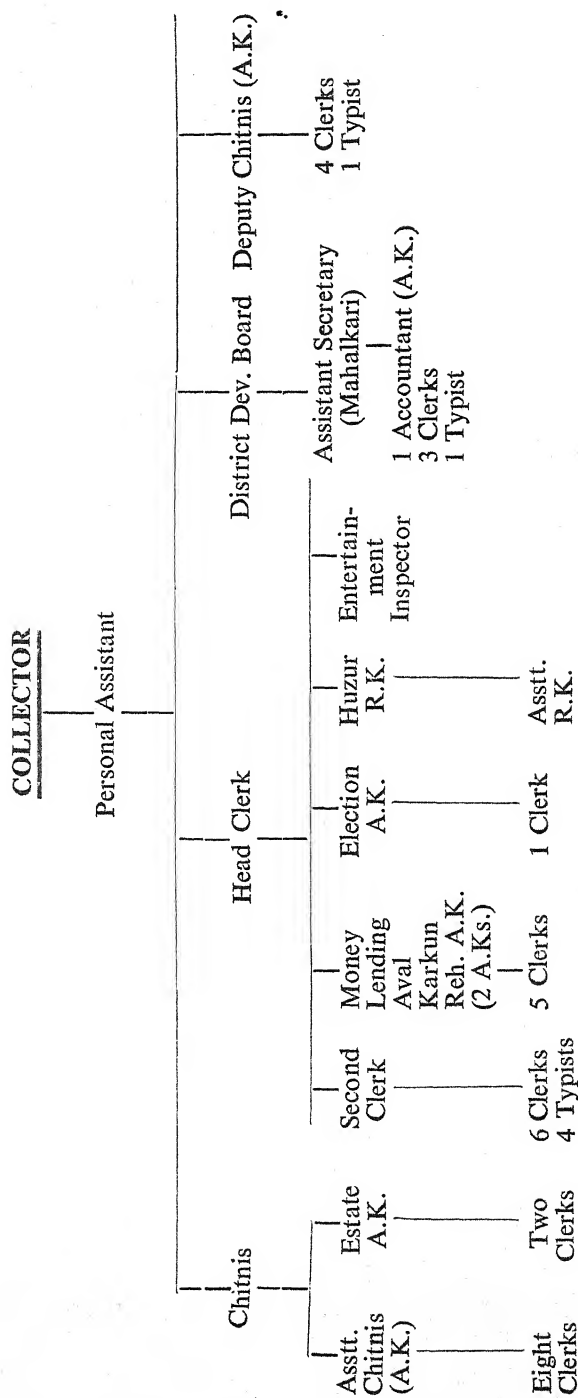 COLLECTOR
Personal Assistant
Chitnis
Head Clerk
District Dev. Board
Deputy Chitnis (A.K.)
Asstt.
Chitnis
(A.K.)
Estate
A.K.
Second
Clerk
Money
Lending
Aval
Karkun
Reh. A.K.
(2 A.Ks.)
Election
A.K.
Huzur
R.K.
Entertain-
ment
Inspector
Assistant Secretary
(Mahalkari)
4 Clerks
1 Typist
Eight
Clerks
Two
Clerks
6 Clerks
4 Typists
5 Clerks
1 Clerk
Asstt.
R.K.
1 Accountant (A.K.)
3 Clerks
1 Typist